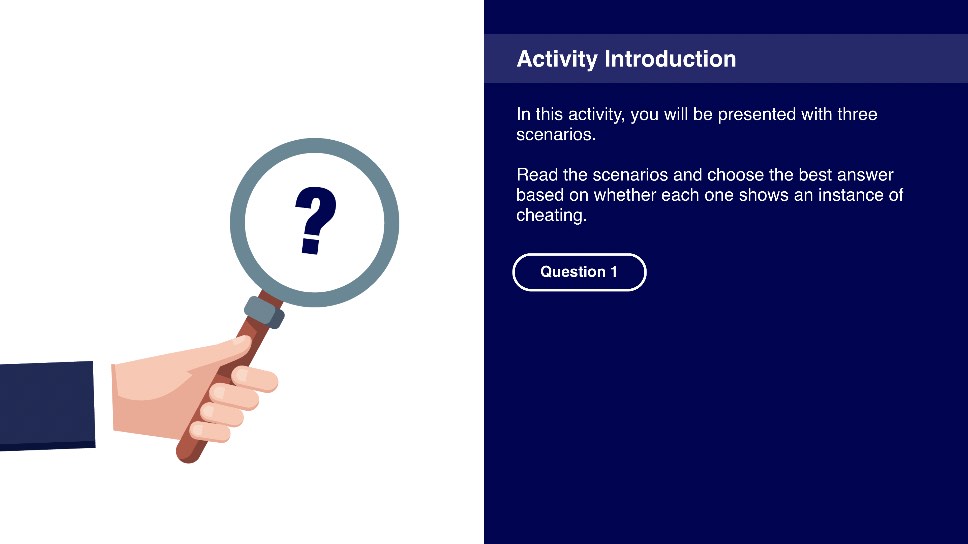 ?
Activity Introduction
In this activity, you will be presented with three
scenarios.
Read the scenarios and choose the best answer
based on whether each one shows an instance of
cheating.
Question 1